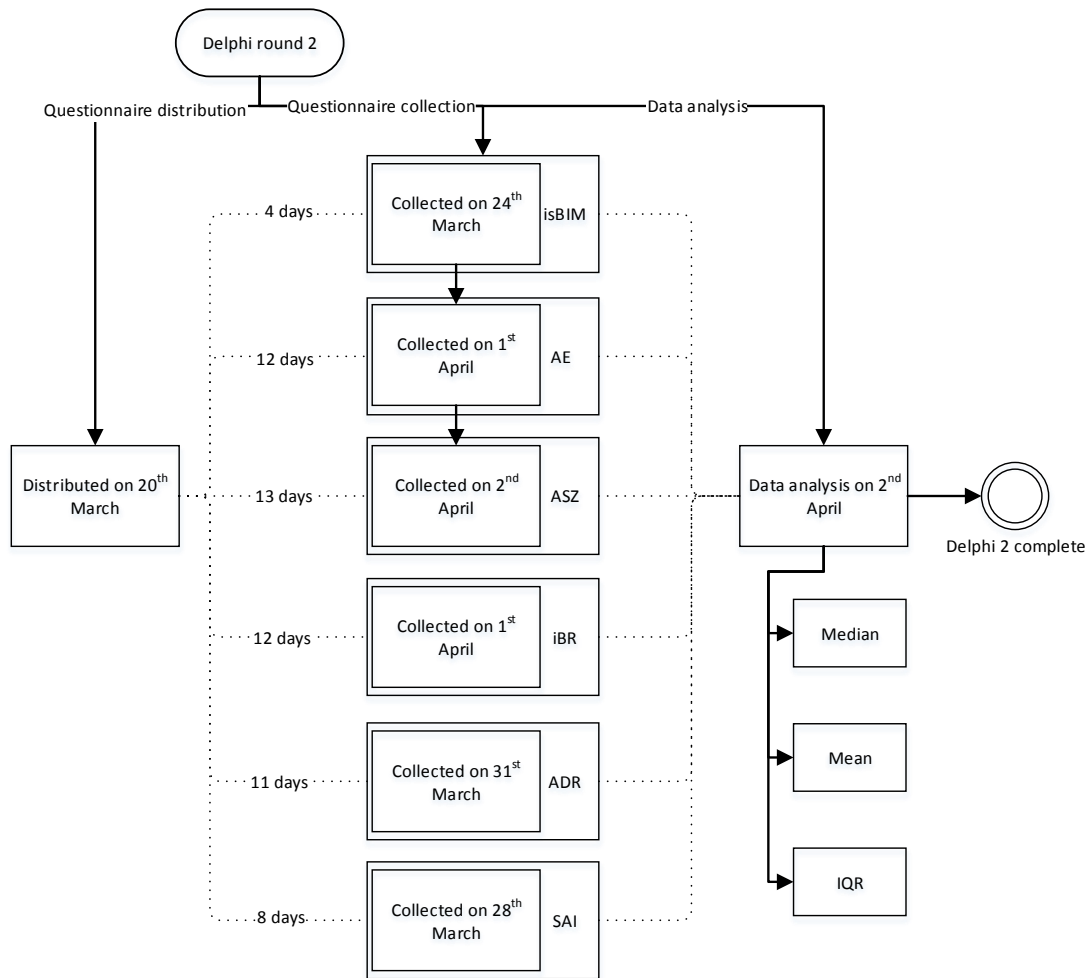 Delphi round 2
Questionnaire distribution
Questionnaire collection
Data analysis
4 days
Collected on 24th
March
isBIM
12 days
Collected on 1st
April
AE
Distributed on 20th
March
13 days
Collected on 2nd
April
ASZ
Data analysis on 2nd
April
Delphi 2 complete
12 days
Collected on 1st
April
iBR
Median
11 days
Collected on 31st
March
ADR
Mean
8 days
Collected on 28th
March
SAI
IQR